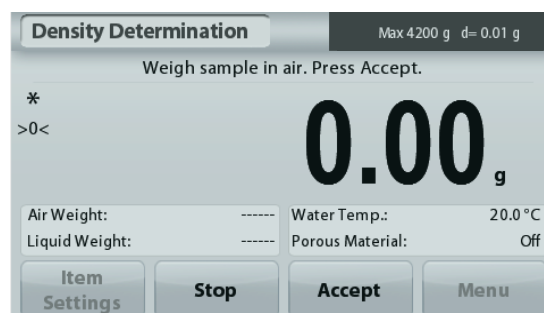 Density Determination
Max 4200 g d= 0.01 g
Weigh sample in air. Press Accept.
*
>0<
0.00 g
Air Weight: ------ Water Temp.: 20.0 °C
Liquid Weight: ------ Porous Material: Off
Item Settings
Stop
Accept
Menu